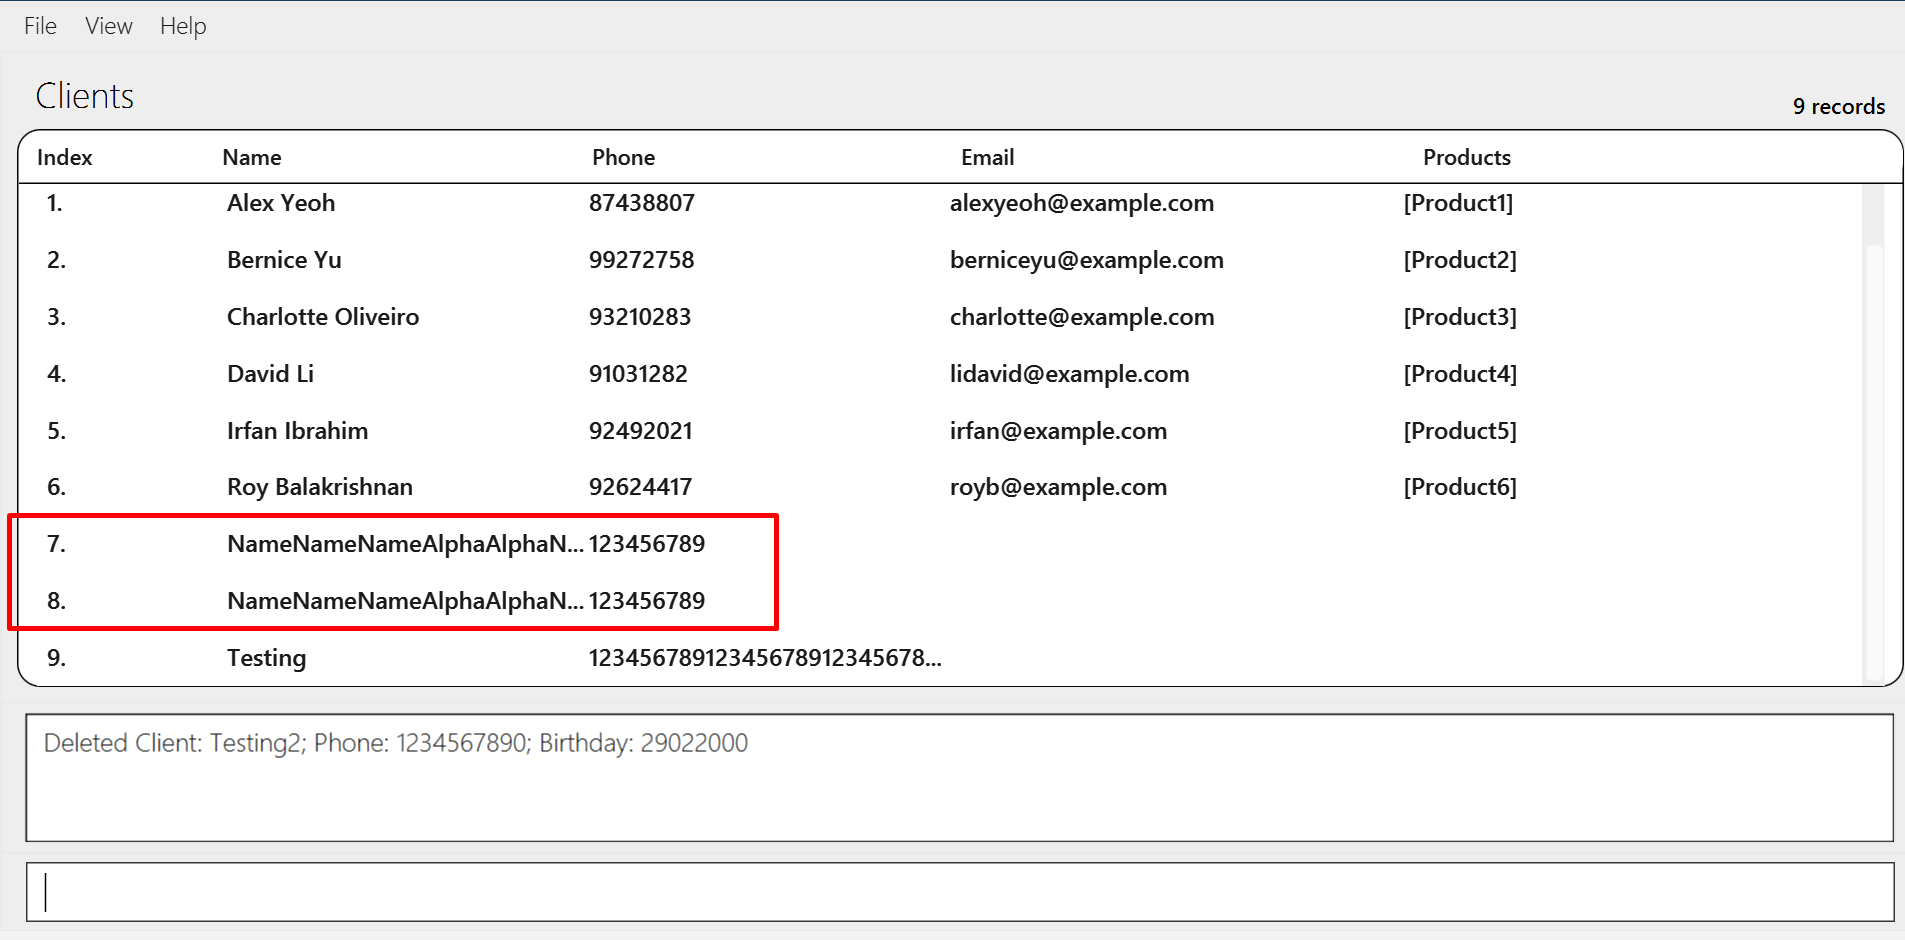 File View Help
Clients
9 records
Index Name Phone Email Products
1. Alex Yeoh 87438807 alexyeoh@example.com [Product1]
2. Bernice Yu 99272758 berniceyu@example.com [Product2]
3. Charlotte Oliveiro 93210283 charlotte@example.com [Product3]
4. David Li 91031282 lidavid@example.com [Product4]
5. Irfan Ibrahim 92492021 irfan@example.com [Product5]
6. Roy Balakrishnan 92624417 royb@example.com [Product6]
7. NameNameNameAlphaAlphaN... 123456789
8. NameNameNameAlphaAlphaN... 123456789
9. Testing 12345678912345678912345678...
Deleted Client: Testing2; Phone: 1234567890; Birthday: 29022000